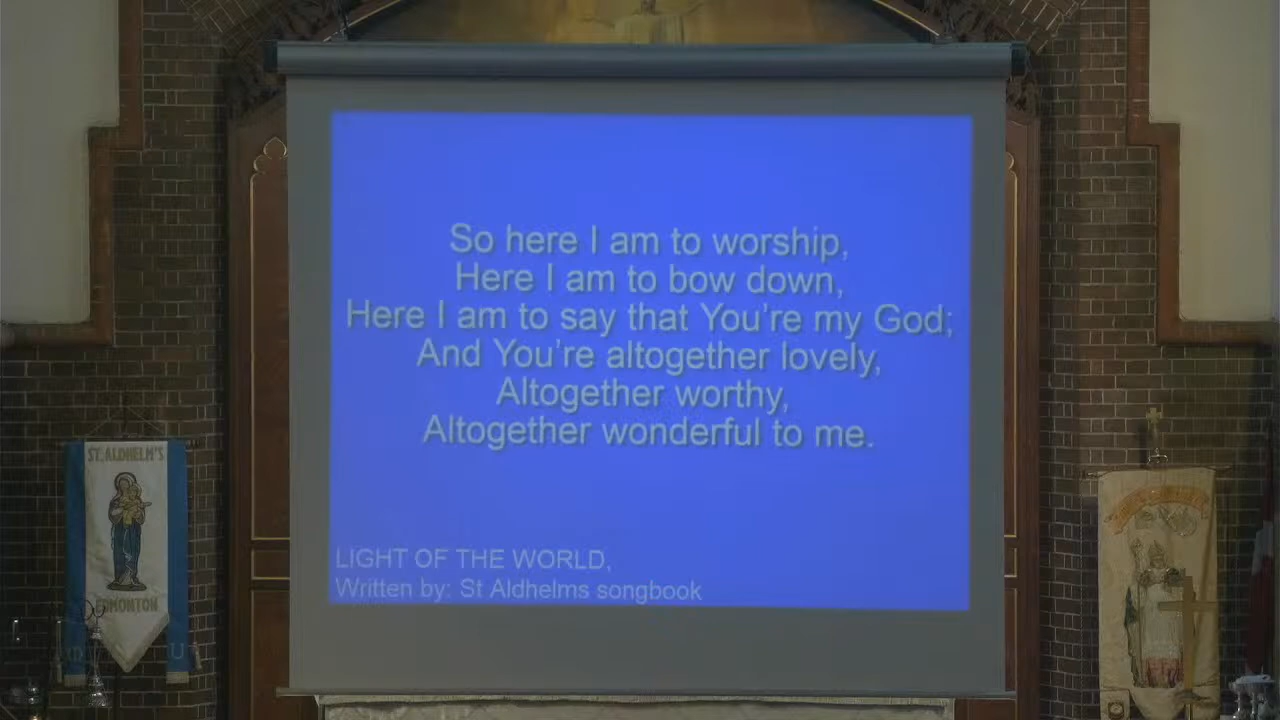 So here I am to worship,
Here I am to bow down,
Here I am to say that You're my God;
And You're altogether lovely,
Altogether worthy,
Altogether wonderful to me.
LIGHT OF THE WORLD,
Written by: St Aldhelms songbook
ST. ALDHELM'S
EDMONTON
U